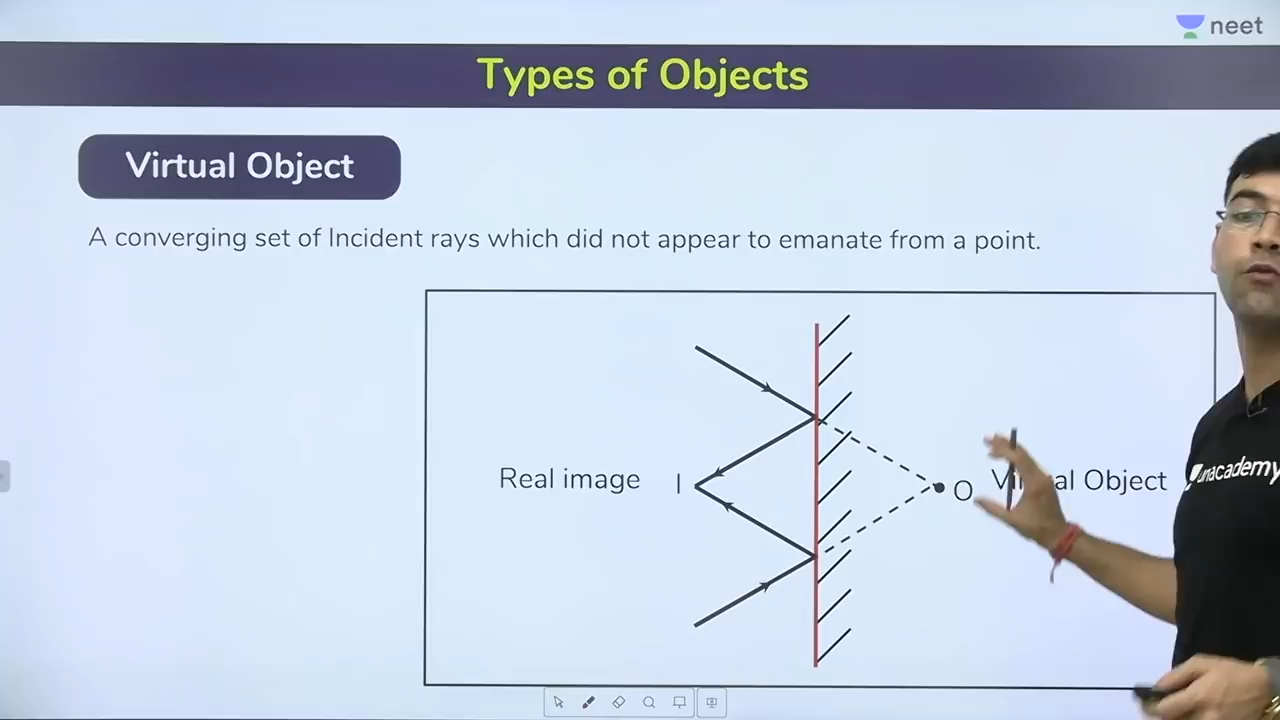 neet
Types of Objects
Virtual Object
A converging set of Incident rays which did not appear to emanate from a point.
Real image I
O
Object
unacademy